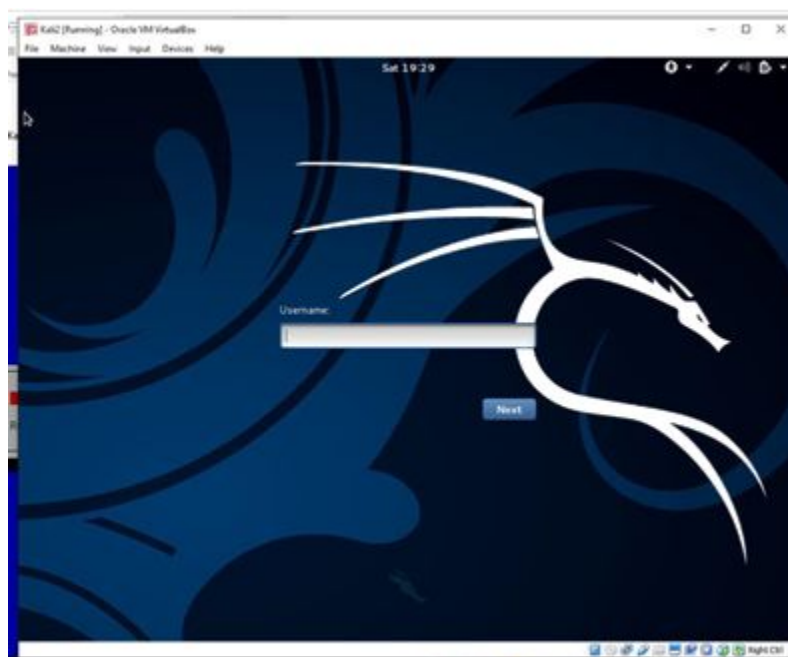 Kali2 [Running] - Oracle VM VirtualBox
File Machine View Input Devices Help
Sat 19:29
Username:
Next
Right Ctrl